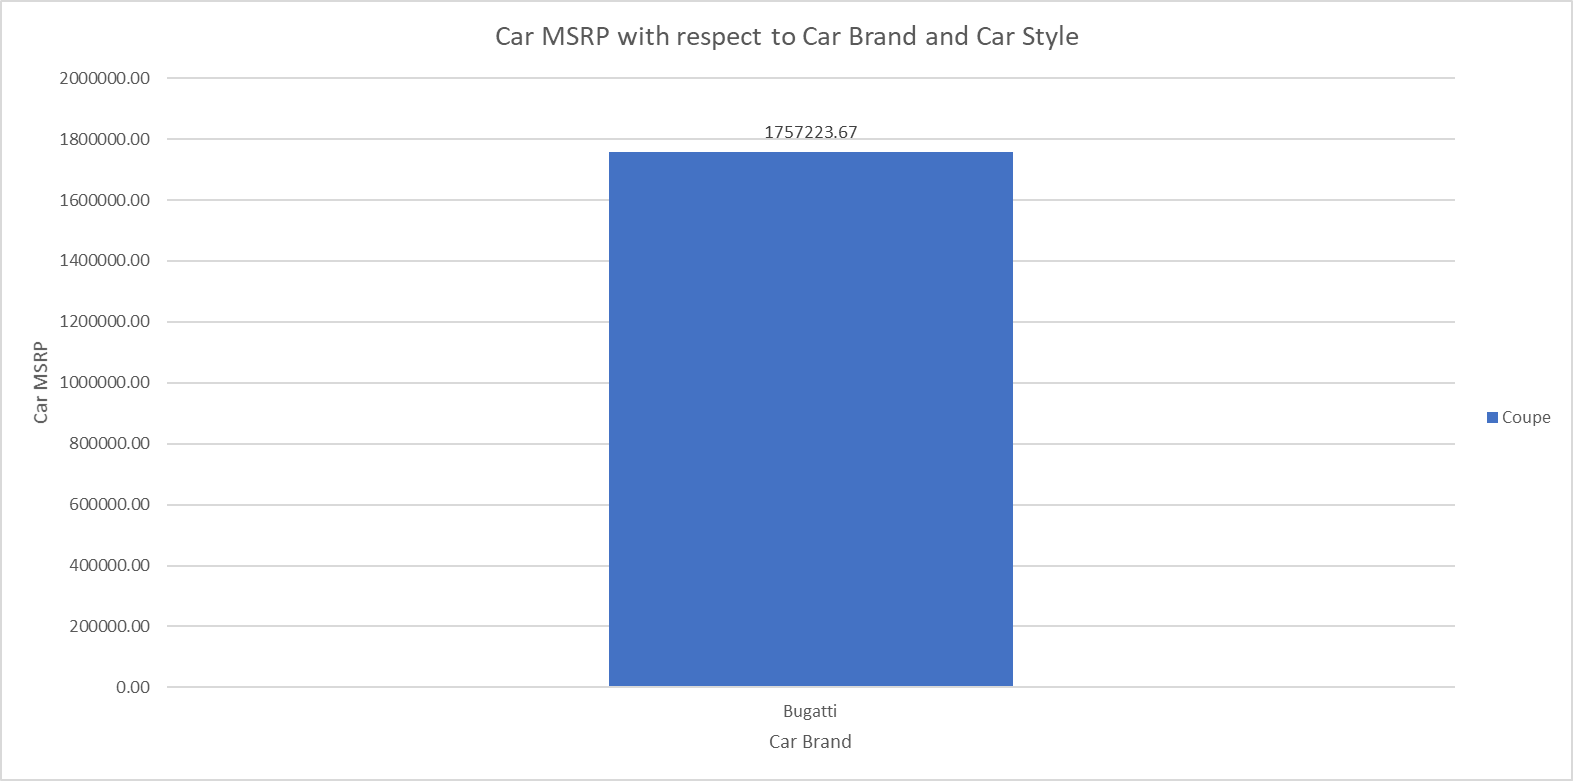 Car MSRP with respect to Car Brand and Car Style
2000000.00
1800000.00
1600000.00
1400000.00
1200000.00
1000000.00
800000.00
600000.00
400000.00
200000.00
0.00
Car MSRP
1757223.67
Bugatti
Car Brand
Coupe